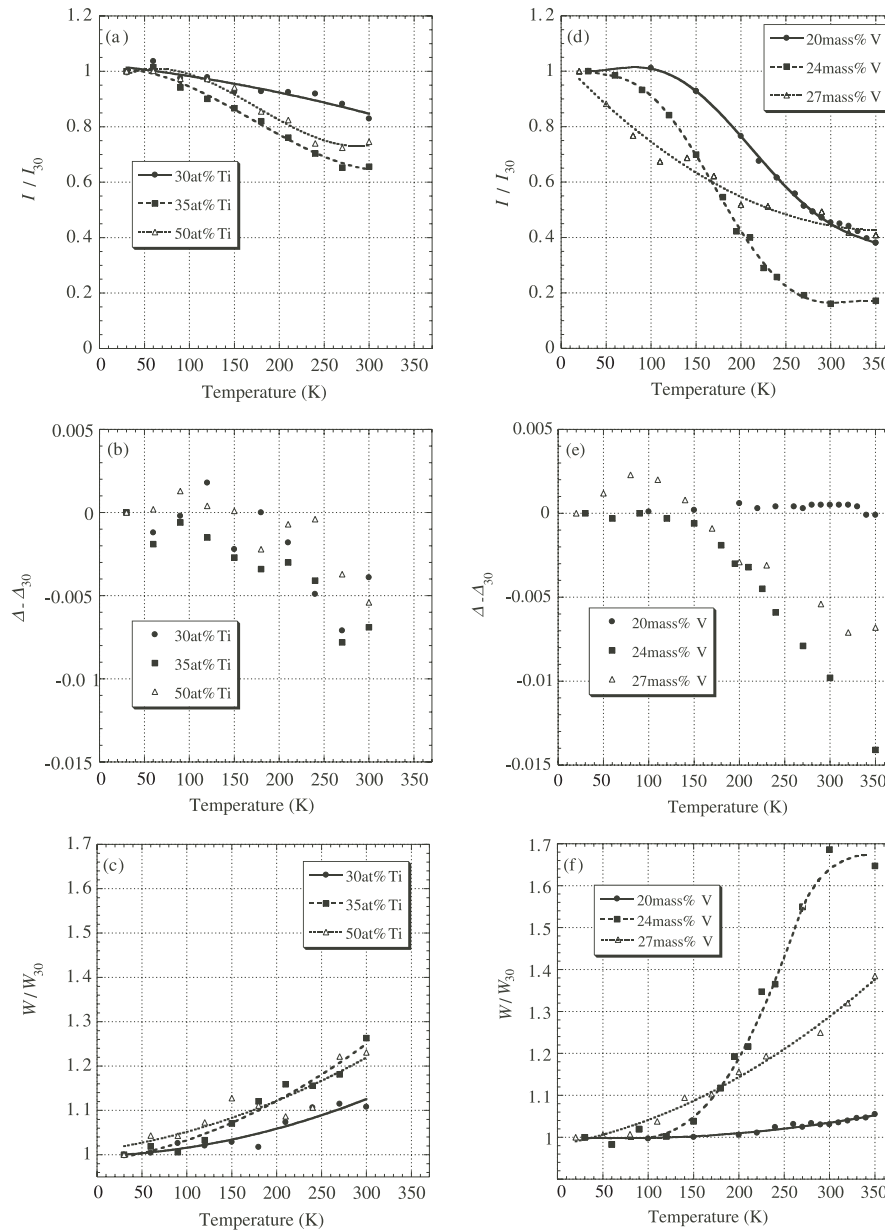 (a)
1.2
1
0.8
0.6
0.4
0.2
0
I / I30
30at% Ti
35at% Ti
50at% Ti
0 50 100 150 200 250 300 350
Temperature (K)
(d)
1.2
1
0.8
0.6
0.4
0.2
0
I / I30
20mass% V
24mass% V
27mass% V
0 50 100 150 200 250 300 350
Temperature (K)
(b)
0.005
0
-0.005
-0.01
-0.015
Δ - Δ30
30at% Ti
35at% Ti
50at% Ti
0 50 100 150 200 250 300 350
Temperature (K)
(e)
0.005
0
-0.005
-0.01
-0.015
Δ - Δ30
20mass% V
24mass% V
27mass% V
0 50 100 150 200 250 300 350
Temperature (K)
(c)
1.7
1.6
1.5
1.4
1.3
1.2
1.1
1
W / W30
30at% Ti
35at% Ti
50at% Ti
0 50 100 150 200 250 300 350
Temperature (K)
(f)
1.7
1.6
1.5
1.4
1.3
1.2
1.1
1
W / W30
20mass% V
24mass% V
27mass% V
0 50 100 150 200 250 300 350
Temperature (K)